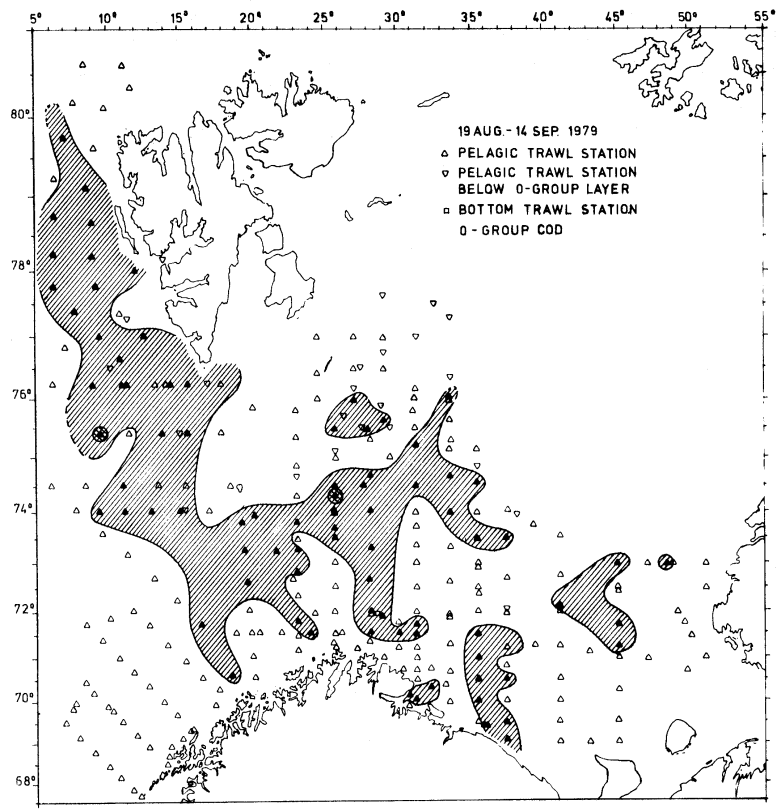 5° 10° 15° 20° 25° 30° 35° 40° 45° 50° 55°
80°
19 AUG.-14 SEP. 1979
△ PELAGIC TRAWL STATION
▽ PELAGIC TRAWL STATION
BELOW 0-GROUP LAYER
□ BOTTOM TRAWL STATION
0-GROUP COD
78°
76°
74°
72°
70°
68°